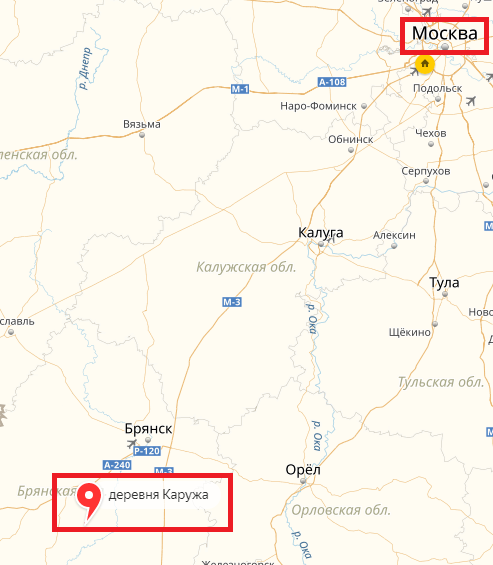 Зеленоград
Москва
р. Днепр
М-1
А-108
Подольск
Наро-Фоминск
Вязьма
Чехов
Обнинск
ленская обл.
Серпухов
М
Калуга
Алексин
Калужская обл.
Тула
М-3
р. Ока
Ново
славль
Щёкино
Д
Тульская обл.
р. Ока
М
Брянск
Р-120
А-240
М-3
Орёл
Брянская
деревня Каружа
Орловская обл.
р. Ока
Железногорск